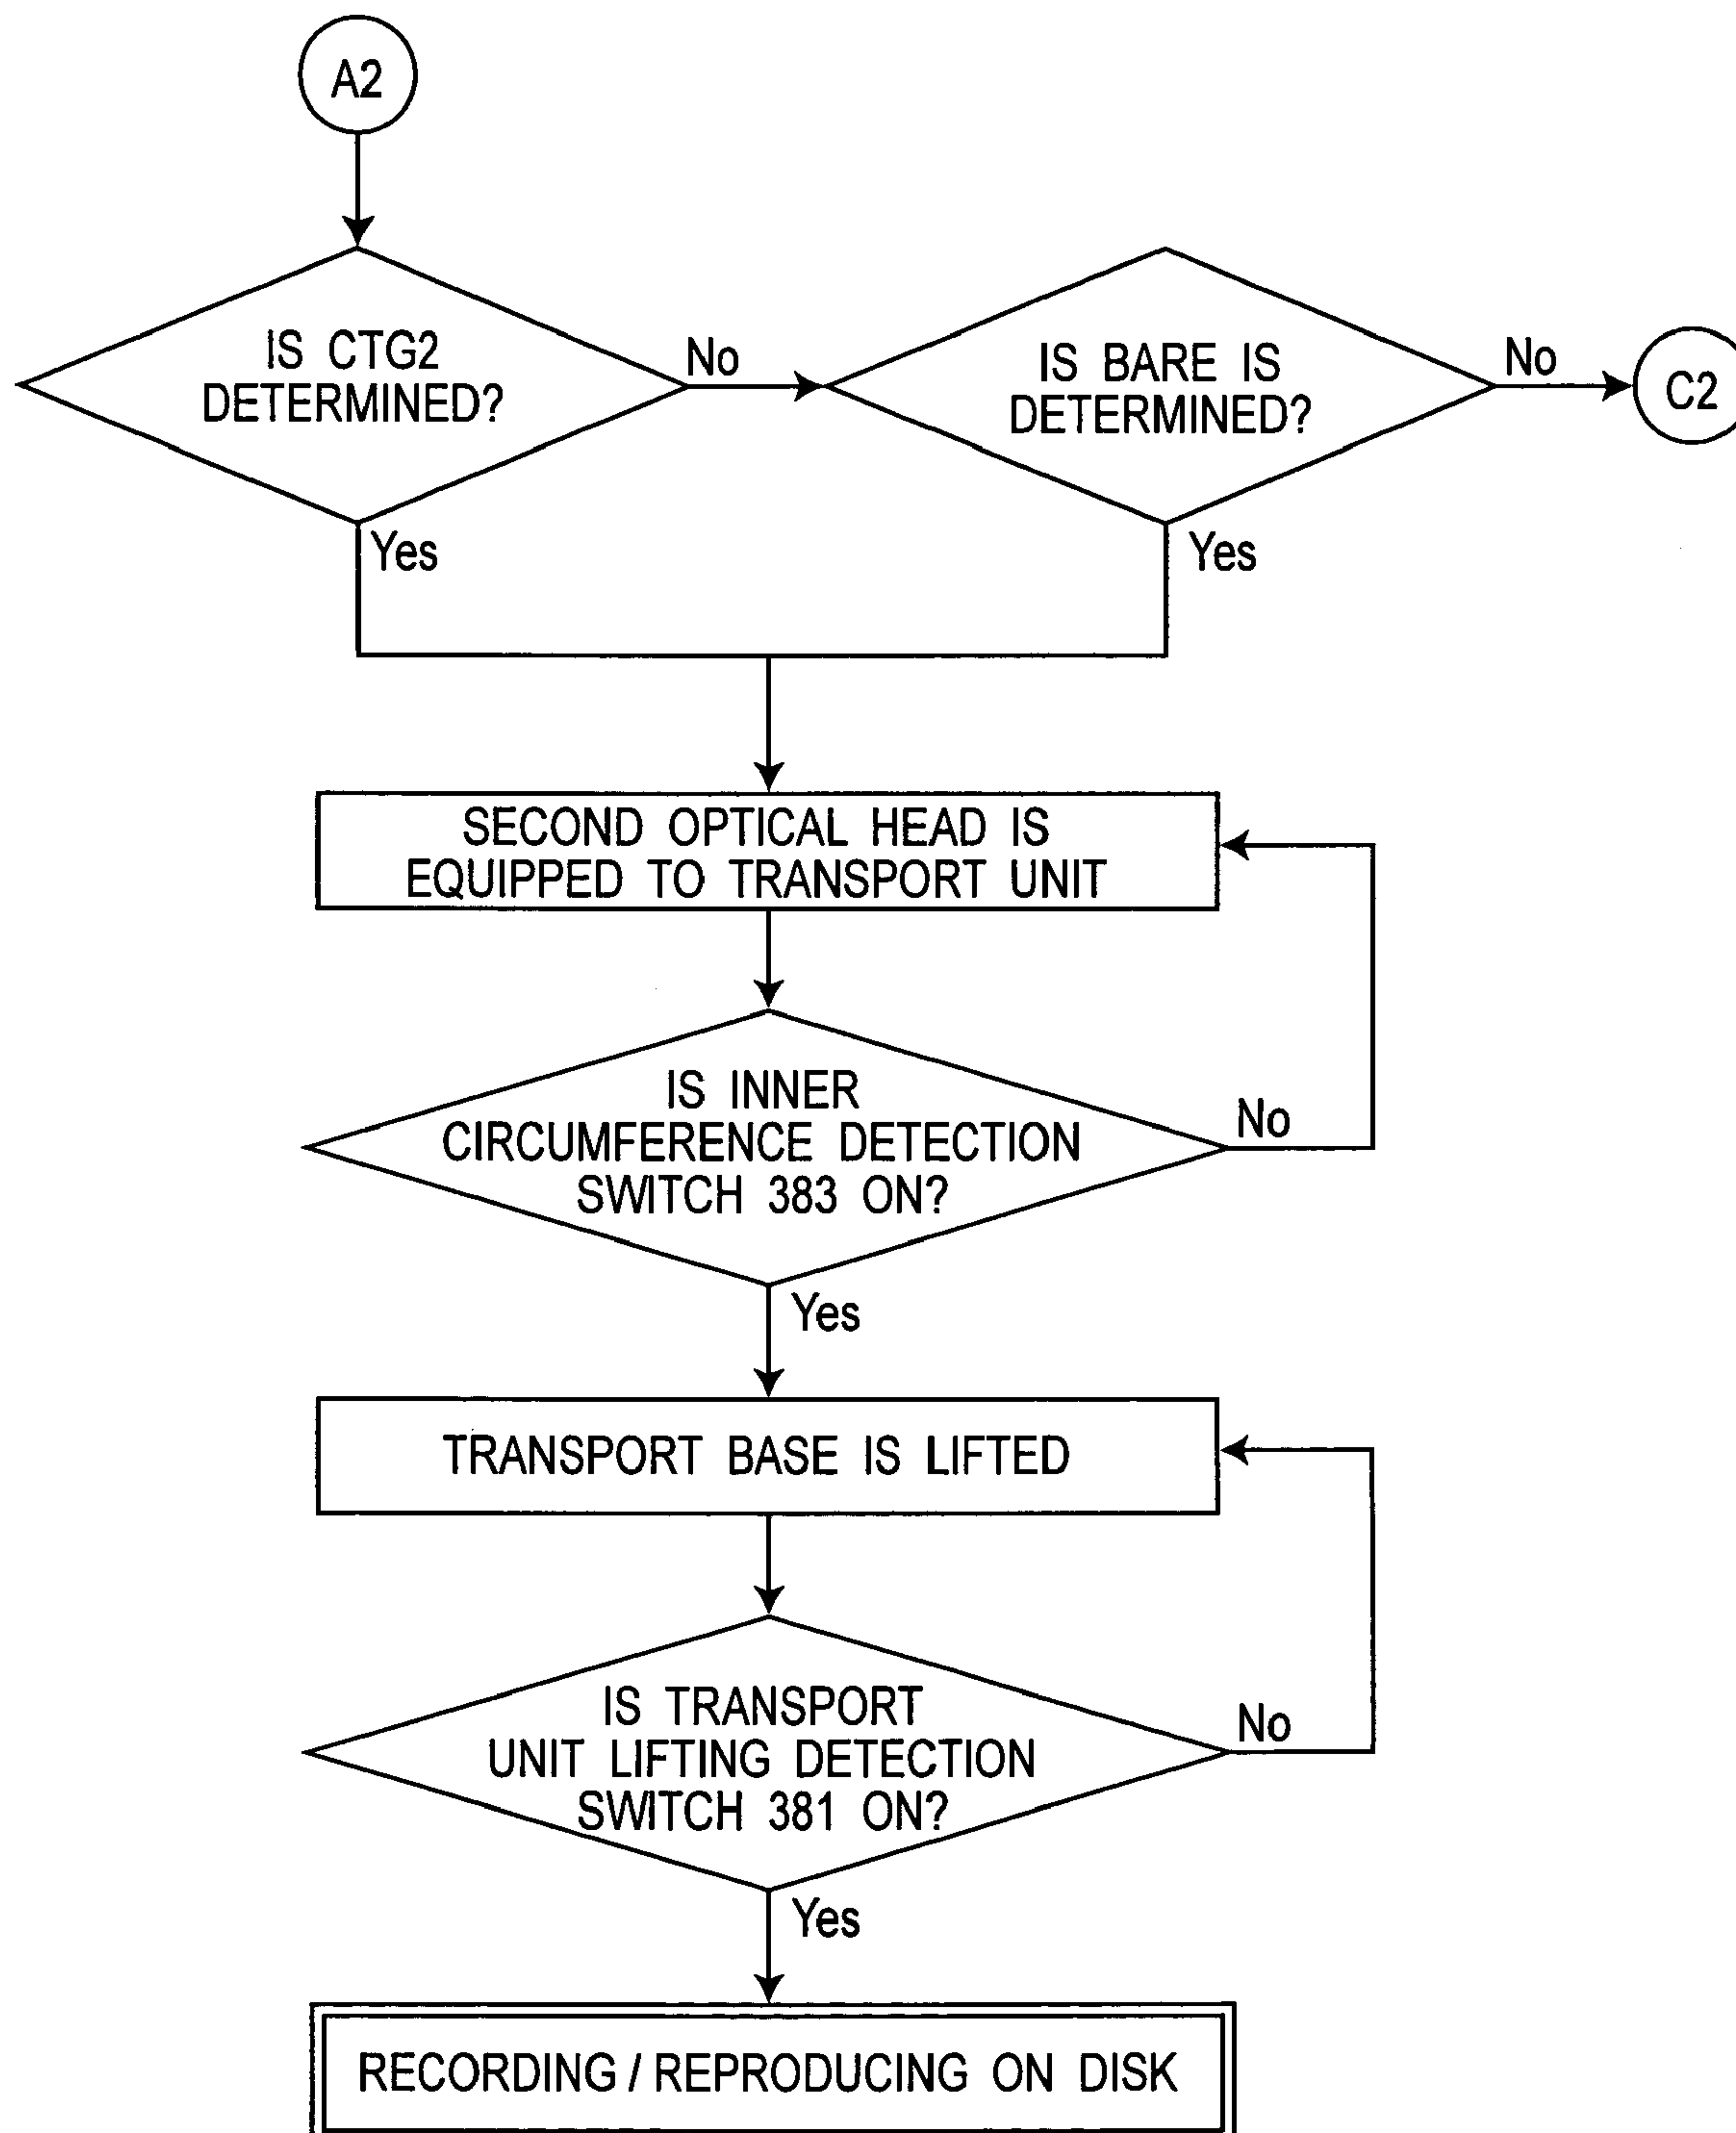 A2
IS CTG2
DETERMINED?
No
IS BARE IS
DETERMINED?
No
C2
Yes
Yes
SECOND OPTICAL HEAD IS
EQUIPPED TO TRANSPORT UNIT
IS INNER
CIRCUMFERENCE DETECTION
SWITCH 383 ON?
No
Yes
TRANSPORT BASE IS LIFTED
IS TRANSPORT
UNIT LIFTING DETECTION
SWITCH 381 ON?
No
Yes
RECORDING / REPRODUCING ON DISK